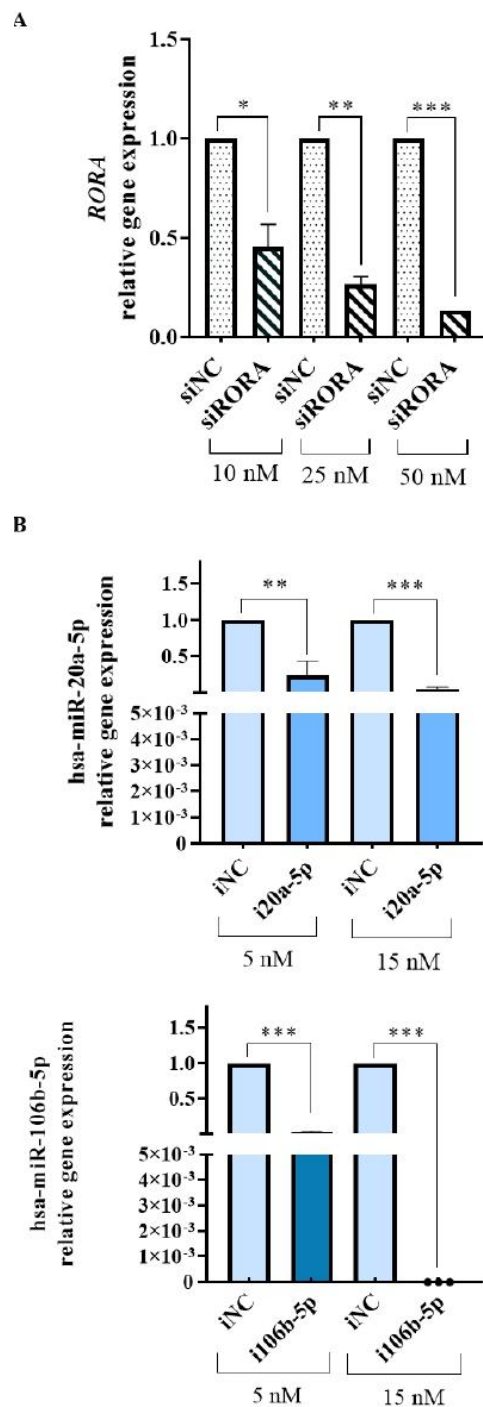 A
RORA
relative gene expression
1.5
1.0
0.5
0.0
*
**
***
siNC
siRORA
siNC
siRORA
siNC
siRORA
10 nM
25 nM
50 nM
B
hsa-miR-20a-5p
relative gene expression
1.5
1.0
0.5
5×10⁻³
4×10⁻³
3×10⁻³
2×10⁻³
1×10⁻³
0
**
***
iNC
i20a-5p
iNC
i20a-5p
5 nM
15 nM
hsa-miR-106b-5p
relative gene expression
1.5
1.0
0.5
5×10⁻³
4×10⁻³
3×10⁻³
2×10⁻³
1×10⁻³
0
***
***
iNC
i106b-5p
iNC
i106b-5p
5 nM
15 nM